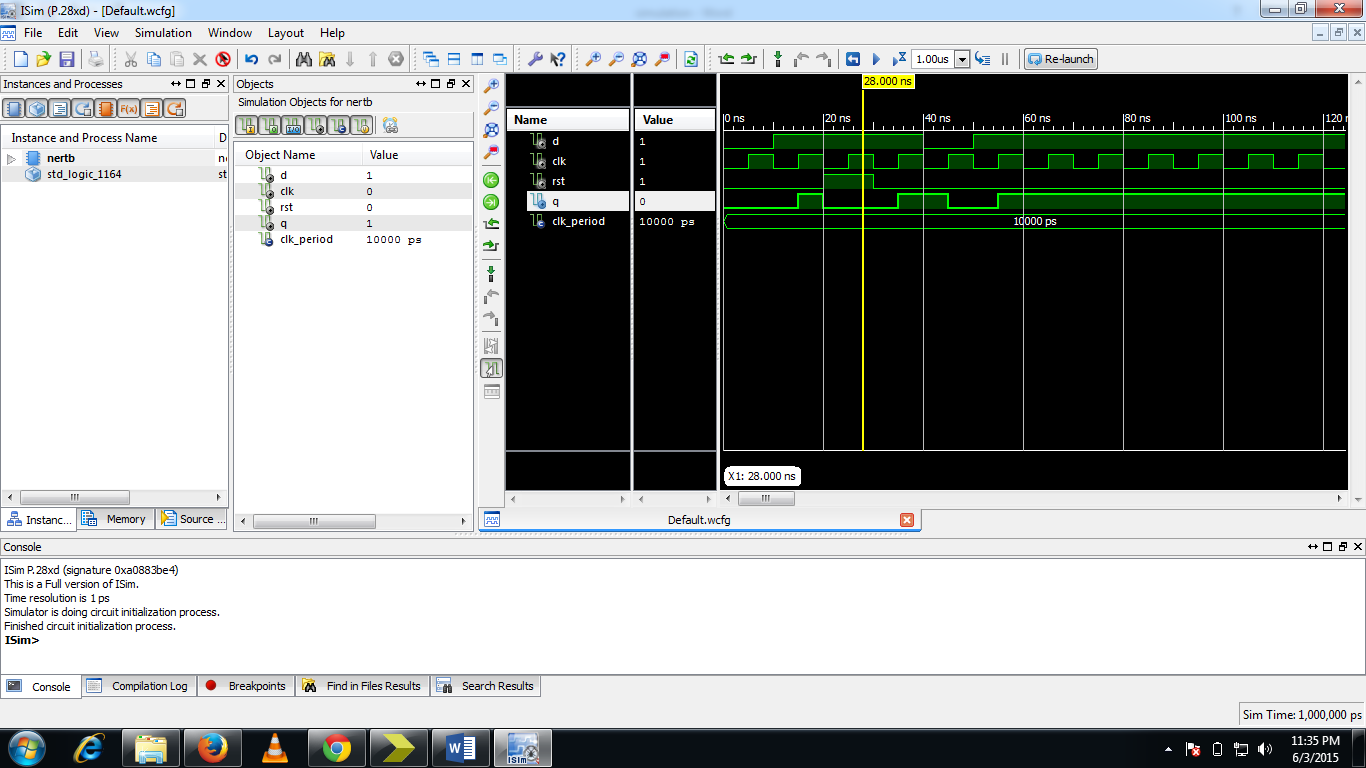 ISim (P.28xd) - [Default.wcfg]
File Edit View Simulation Window Layout Help
1.00us Re-launch
Instances and Processes
Instance and Process Name D
nertb n
std_logic_1164 st
Instanc... Memory Source ...
Objects
Simulation Objects for nertb
Object Name Value
d 1
clk 0
rst 0
q 1
clk_period 10000 ps
Name Value
d 1
clk 1
rst 1
q 0
clk_period 10000 ps
28.000 ns
0 ns 20 ns 40 ns 60 ns 80 ns 100 ns 120 n
10000 ps
X1: 28.000 ns
Default.wcfg
Console
ISim P.28xd (signature 0xa0883be4)
This is a Full version of ISim.
Time resolution is 1 ps
Simulator is doing circuit initialization process.
Finished circuit initialization process.
ISim>
Console Compilation Log Breakpoints Find in Files Results Search Results
Sim Time: 1,000,000 ps
11:35 PM
6/3/2015